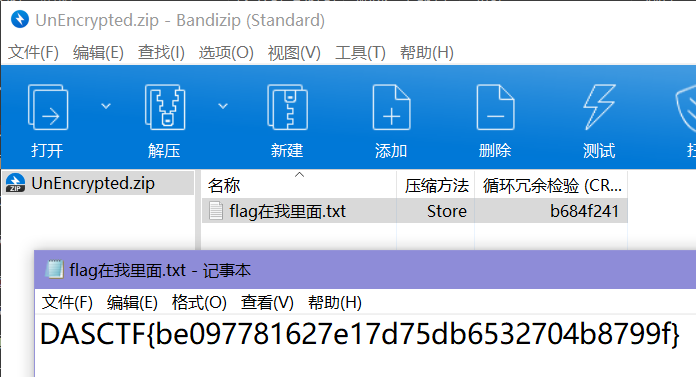 UnEncrypted.zip - Bandizip (Standard)
文件(F) 编辑(E) 查找(I) 选项(O) 视图(V) 工具(T) 帮助(H)
打开 解压 新建 添加 删除 测试
UnEncrypted.zip
名称 压缩方法 循环冗余检验 (CR...
flag在我里面.txt Store b684f241
flag在我里面.txt - 记事本
文件(F) 编辑(E) 格式(O) 查看(V) 帮助(H)
DASCTF{be097781627e17d75db6532704b8799f}